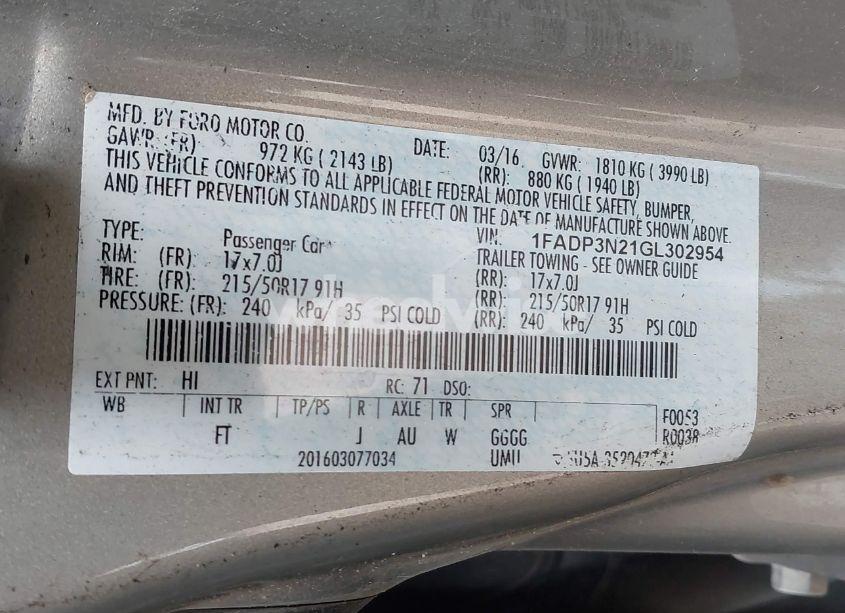 MFD. BY FORD MOTOR CO.
DATE: 03/16 GVWR: 1810 KG ( 3990 LB)
GAWR: (FR) 972 KG ( 2143 LB) (RR): 880 KG ( 1940 LB)
THIS VEHICLE CONFORMS TO ALL APPLICABLE FEDERAL MOTOR VEHICLE SAFETY, BUMPER,
AND THEFT PREVENTION STANDARDS IN EFFECT ON THE DATE OF MANUFACTURE SHOWN ABOVE.
VIN: 1FADP3N21GL302954
TYPE: Passenger Car TRAILER TOWING - SEE OWNER GUIDE
RIM: (FR) 17x7.0J (RR): 17x7.0J
TIRE: (FR) 215/50R17 91H (RR): 215/50R17 91H
PRESSURE: (FR): 240 kPa/ 35 PSI COLD (RR): 240 kPa/ 35 PSI COLD
EXT PNT: HI RC: 71 DSO:
WB INT TR TP/PS R AXLE TR SPR F0053
FT J AU W GGGG R0038
201603077034 UMII